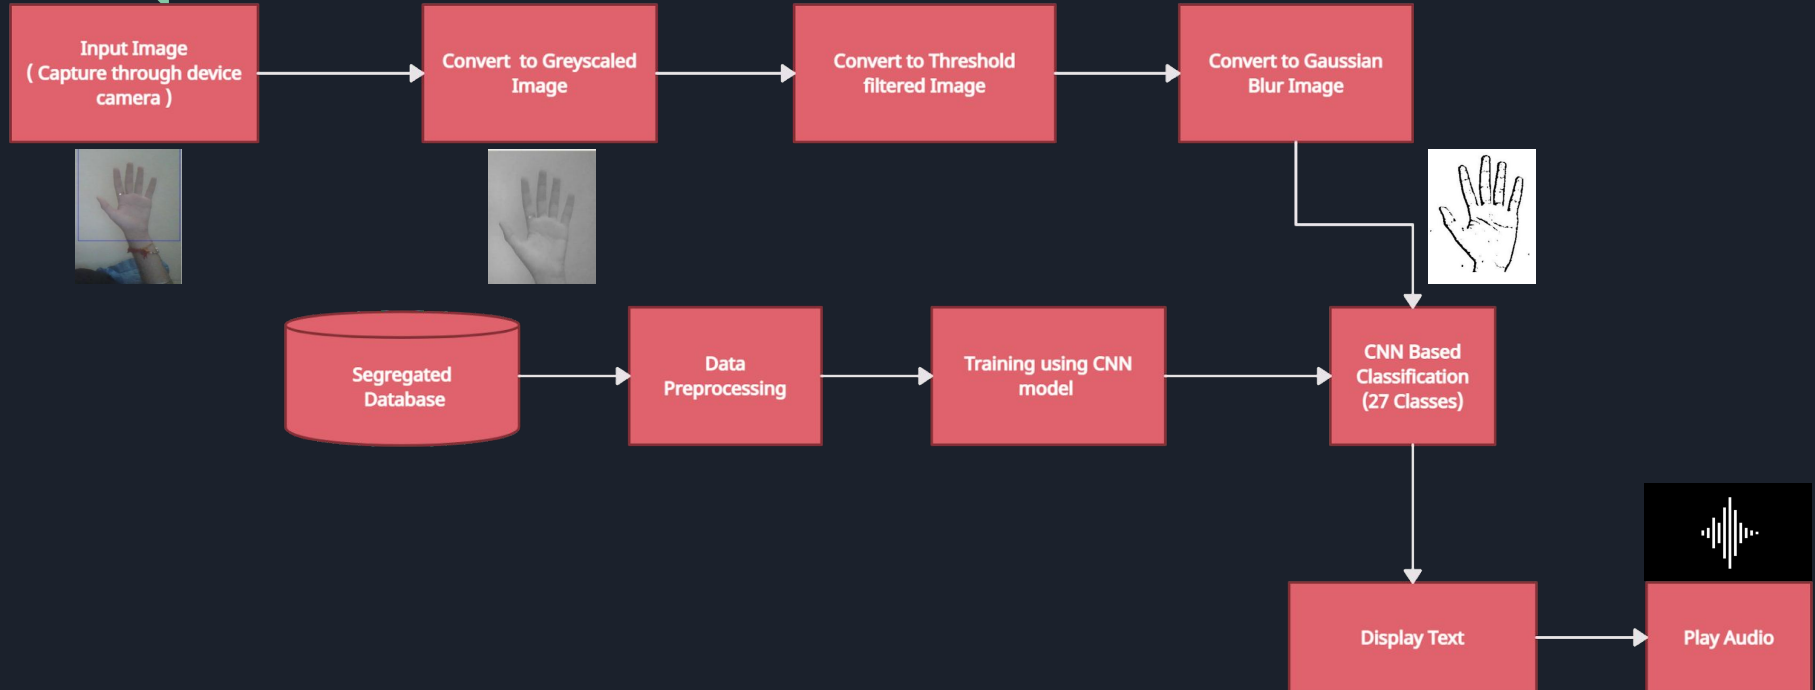 Input Image
( Capture through device
camera )
Convert to Greyscaled
Image
Convert to Threshold
filtered Image
Convert to Gaussian
Blur Image
Segregated
Database
Data
Preprocessing
Training using CNN
model
CNN Based
Classification
(27 Classes)
Display Text
Play Audio